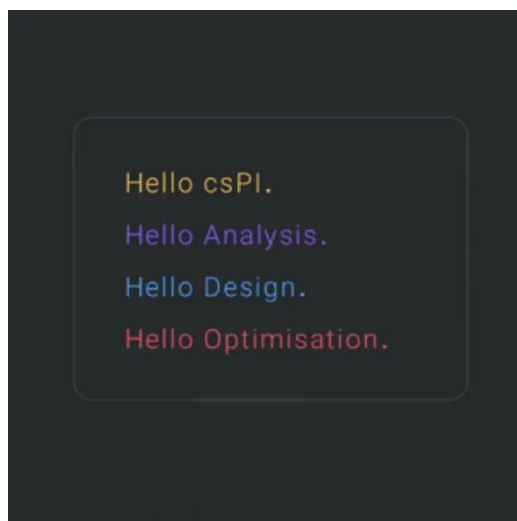 Hello csPI.
Hello Analysis.
Hello Design.
Hello Optimisation.